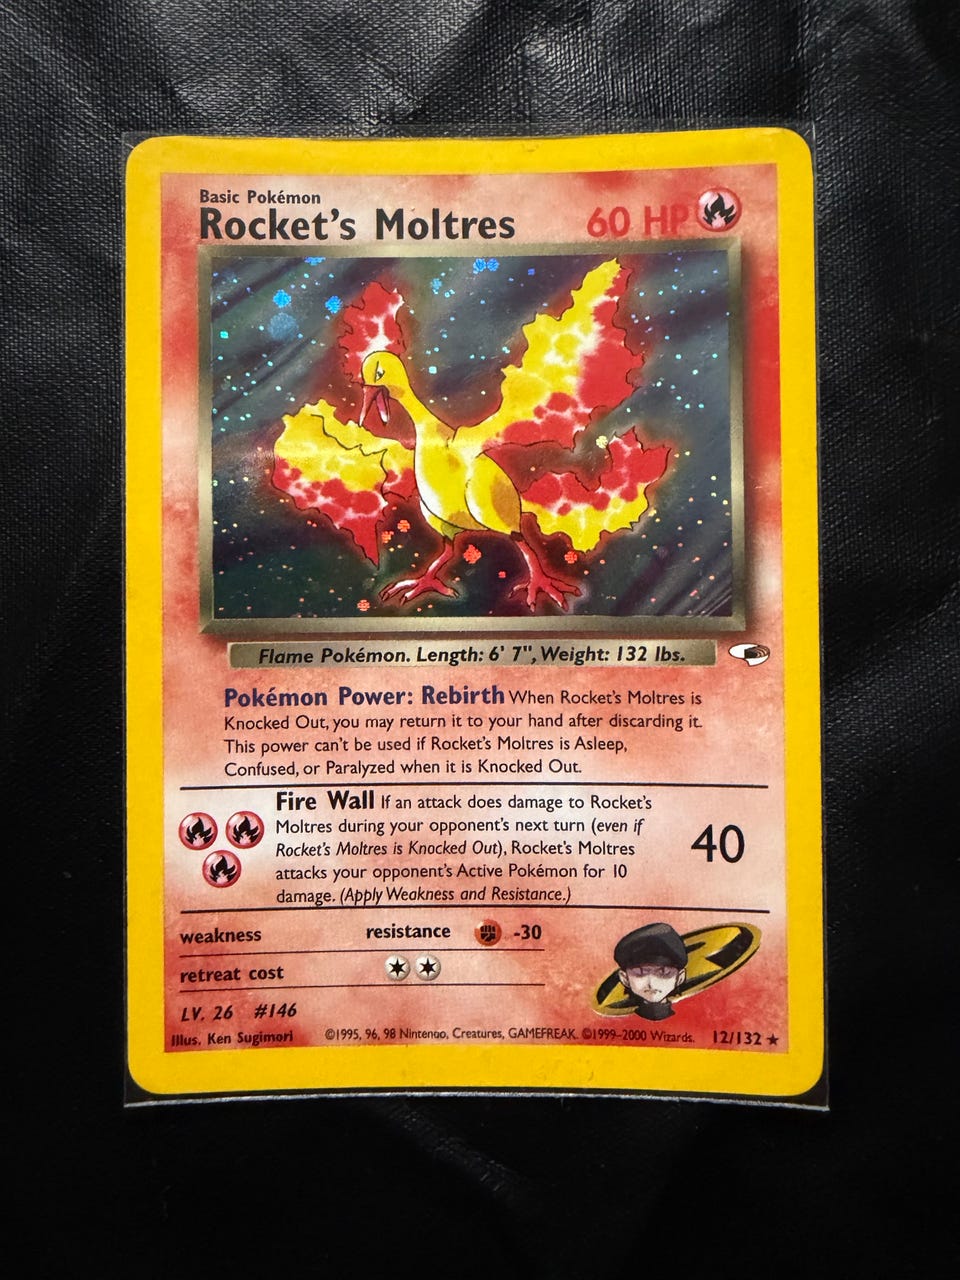 Basic Pokémon
Rocket's Moltres 60 HP
Flame Pokémon. Length: 6' 7", Weight: 132 lbs.
Pokémon Power: Rebirth When Rocket's Moltres is
Knocked Out, you may return it to your hand after discarding it.
This power can't be used if Rocket's Moltres is Asleep,
Confused, or Paralyzed when it is Knocked Out.
Fire Wall If an attack does damage to Rocket's
Moltres during your opponent's next turn (even if
Rocket's Moltres is Knocked Out), Rocket's Moltres
attacks your opponent's Active Pokémon for 10
damage. (Apply Weakness and Resistance.)
40
weakness
resistance -30
retreat cost
LV. 26 #146
Illus. Ken Sugimori ©1995, 96, 98 Nintendo, Creatures, GAMEFREAK. ©1999–2000 Wizards. 12/132 ★